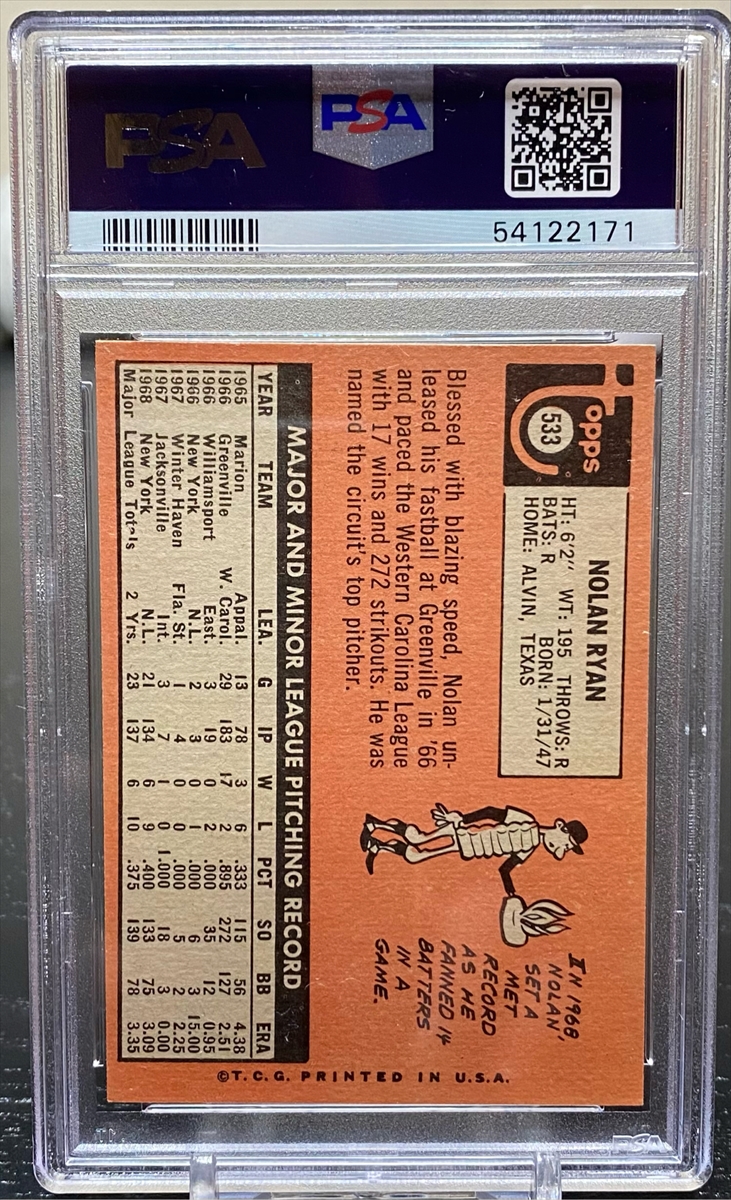 PSA
PSA
54122171
Topps
533
NOLAN RYAN
HT: 6'2" WT: 195 THROWS: R
BATS: R BORN: 1/31/47
HOME: ALVIN, TEXAS
Blessed with blazing speed, Nolan un-
leased his fastball at Greenville in '66
and paced the Western Carolina League
with 17 wins and 272 strikouts. He was
named the circuit's top pitcher.
IN 1968
NOLAN,
SET A
MET
RECORD
AS HE
FANNED 14
BATTERS
IN A
GAME.
MAJOR AND MINOR LEAGUE PITCHING RECORD
YEAR TEAM LEA. G IP W L PCT SO BB ERA
1965 Marion Appal. 13 78 3 6 .333 115 56 4.38
1966 Greenville W. Carol. 29 183 17 2 .895 272 127 2.51
1966 Williamsport East. 3 19 0 2 .000 35 12 0.95
1966 New York N.L. 2 3 0 1 .000 6 3 15.00
1967 Winter Haven Fla. St. 1 4 0 0 .000 5 2 2.25
1967 Jacksonville Int. 3 7 1 0 1.000 18 3 0.00
1968 New York N.L. 21 134 6 9 .400 133 75 3.09
Major League Totals 2 Yrs. 23 137 6 10 .375 139 78 3.35
©T.C.G. PRINTED IN U.S.A.
PSA